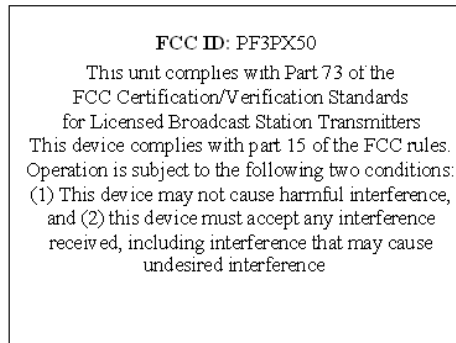 FCC ID: PF3PX50
This unit complies with Part 73 of the
FCC Certification/Verification Standards
for Licensed Broadcast Station Transmitters
This device complies with part 15 of the FCC rules.
Operation is subject to the following two conditions:
(1) This device may not cause harmful interference,
and (2) this device must accept any interference
received, including interference that may cause
undesired interference